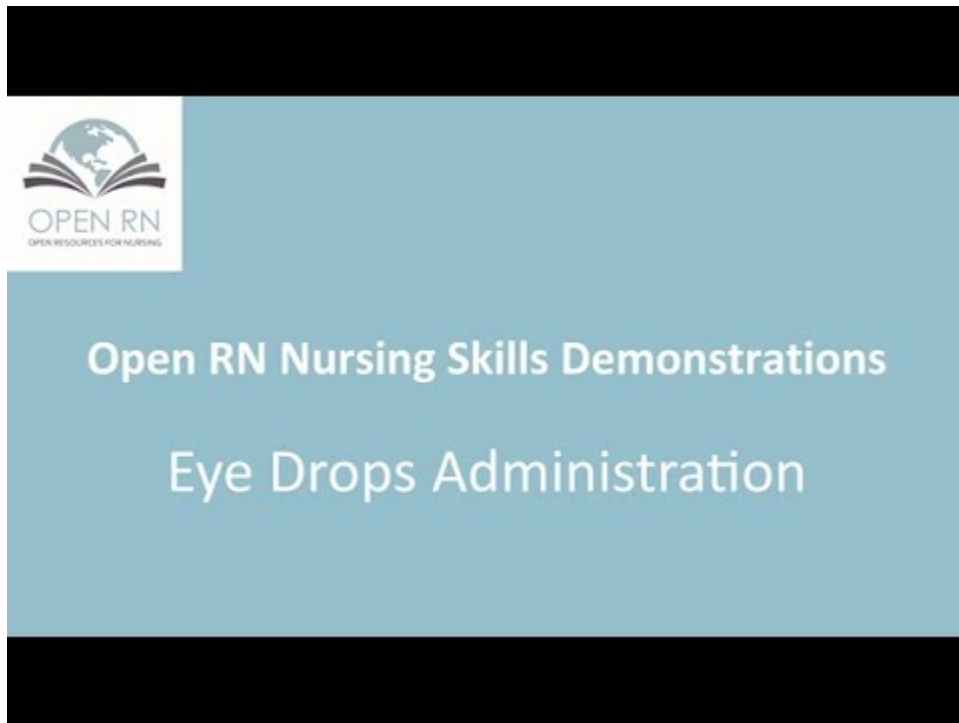 OPEN RN
OPEN RESOURCES FOR NURSING
Open RN Nursing Skills Demonstrations
Eye Drops Administration